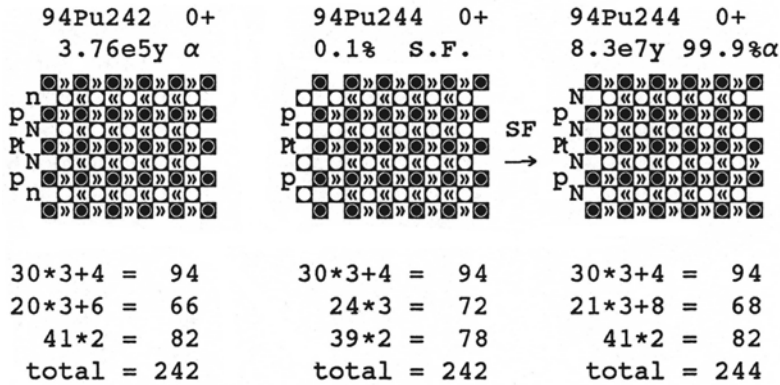 94Pu242 0+
3.76e5y α
n
p
N
Pt
N
p
n
30*3+4 = 94
20*3+6 = 66
41*2 = 82
total = 242
94Pu244 0+
0.1% S.F.
p
Pt
p
30*3+4 = 94
24*3 = 72
39*2 = 78
total = 242
SF
→
94Pu244 0+
8.3e7y 99.9%α
N
p
N
Pt
N
p
N
30*3+4 = 94
21*3+8 = 68
41*2 = 82
total = 244